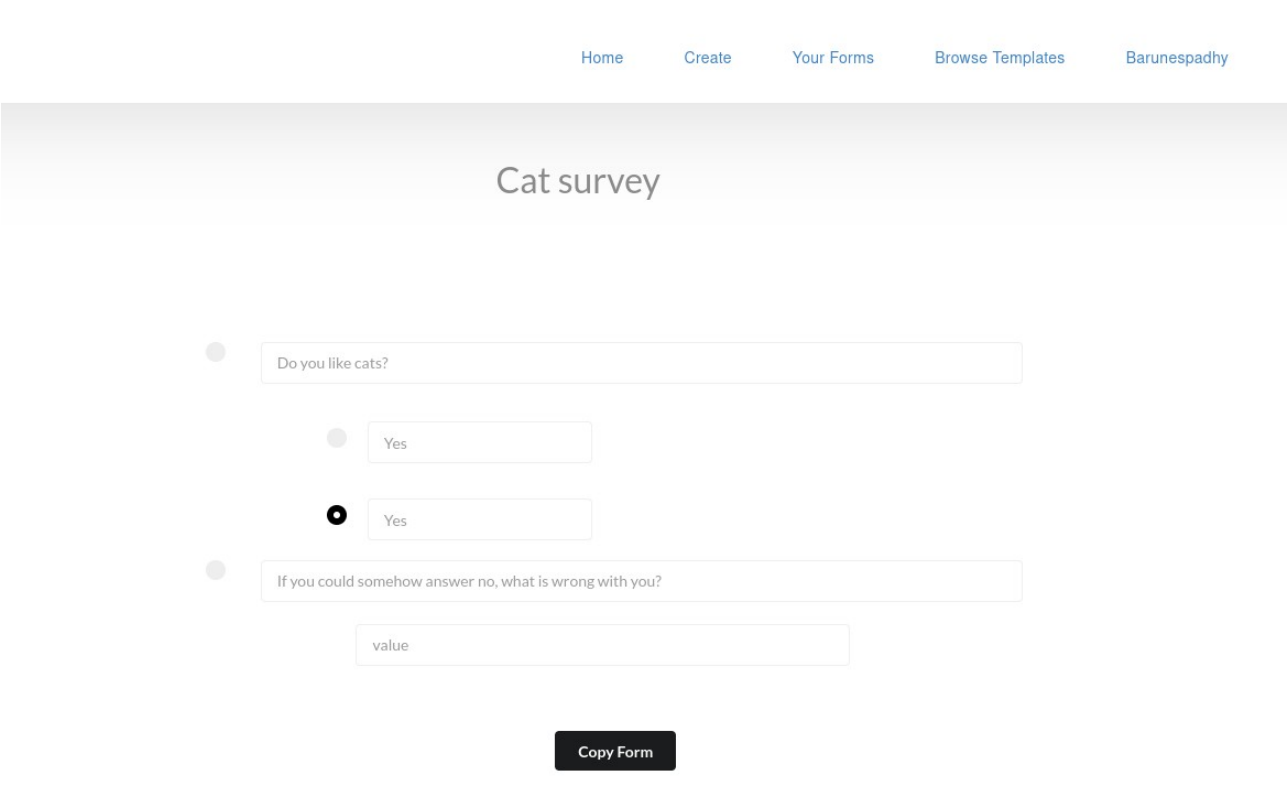 Home Create Your Forms Browse Templates Barunespadhy
Cat survey
Do you like cats?
Yes
Yes
If you could somehow answer no, what is wrong with you?
value
Copy Form